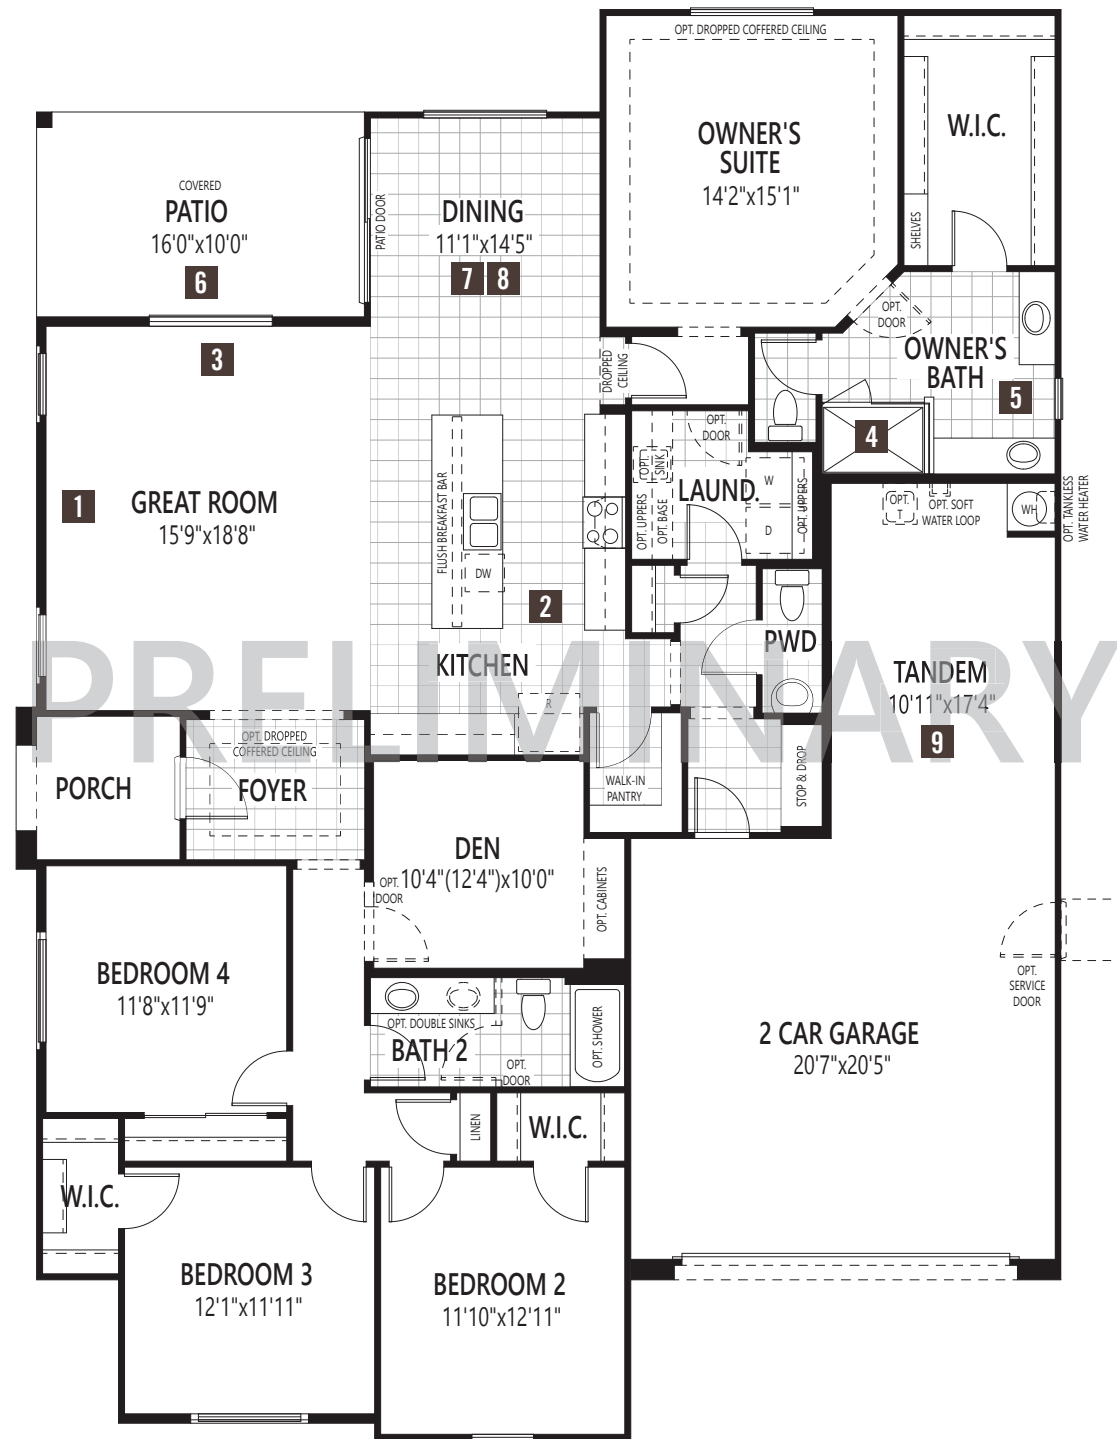 OPT. DROPPED COFFERED CEILING
OWNER'S
SUITE
14'2"x15'1"
W.I.C.
SHELVES
COVERED
PATIO
16'0"x10'0"
6
PATIO DOOR
DINING
11'1"x14'5"
7 8
3
DROPPED
CEILING
OPT.
DOOR
OWNER'S
BATH
5
4
1
GREAT ROOM
15'9"x18'8"
FLUSH BREAKFAST BAR
DW
2
KITCHEN
R
OPT.
DOOR
OPT.
SINK
LAUND.
OPT. UPPERS
OPT. BASE
W
D
OPT. UPPERS
OPT.
T
OPT. SOFT
WATER LOOP
WH
OPT. TANKLESS
WATER HEATER
PWD
TANDEM
10'11"x17'4"
9
PRELIMINARY
PORCH
OPT. DROPPED
COFFERED CEILING
FOYER
WALK-IN
PANTRY
STOP & DROP
DEN
10'4"(12'4")x10'0"
OPT.
DOOR
OPT. CABINETS
BEDROOM 4
11'8"x11'9"
OPT. DOUBLE SINKS
BATH 2
OPT.
DOOR
OPT. SHOWER
2 CAR GARAGE
20'7"x20'5"
OPT.
SERVICE
DOOR
LINEN
W.I.C.
W.I.C.
BEDROOM 3
12'1"x11'11"
BEDROOM 2
11'10"x12'11"